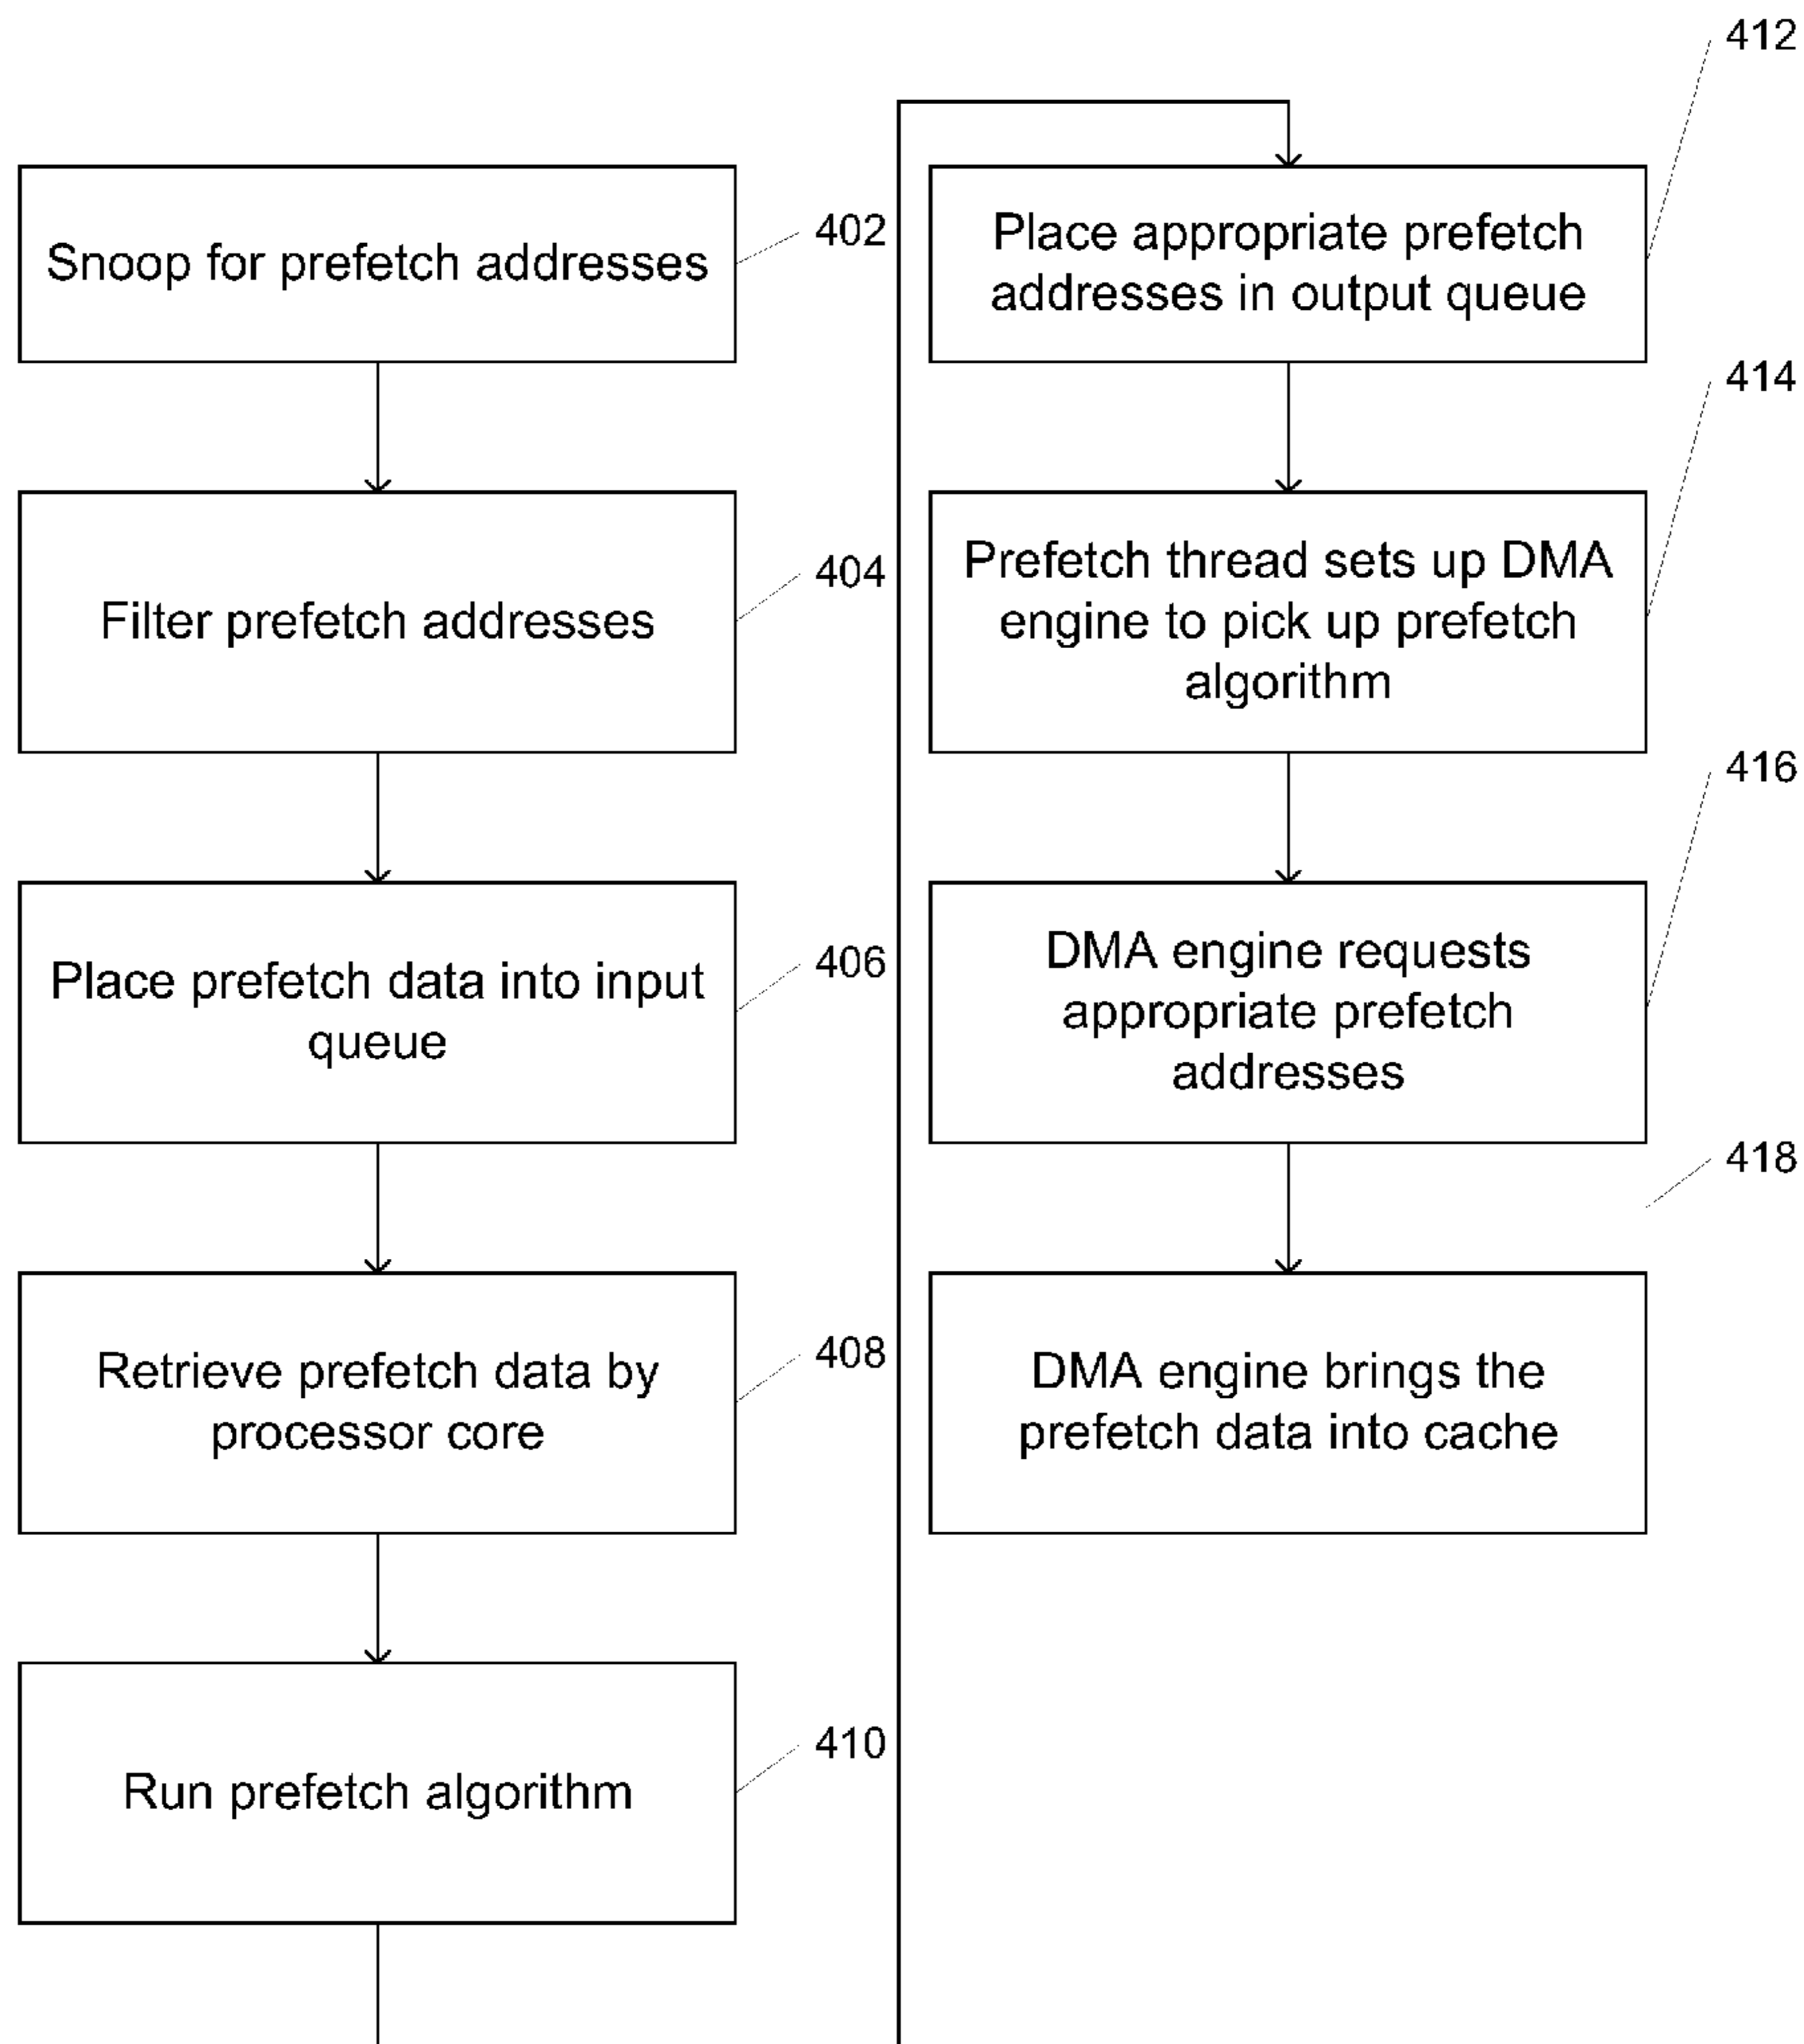 Snoop for prefetch addresses
402
Filter prefetch addresses
404
Place prefetch data into input
queue
406
Retrieve prefetch data by
processor core
408
Run prefetch algorithm
410
Place appropriate prefetch
addresses in output queue
412
Prefetch thread sets up DMA
engine to pick up prefetch
algorithm
414
DMA engine requests
appropriate prefetch
addresses
416
DMA engine brings the
prefetch data into cache
418